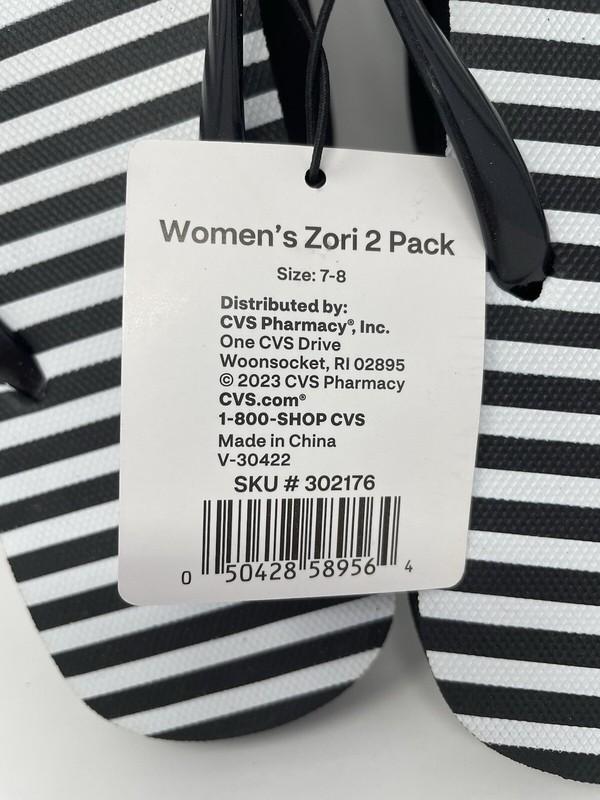 Women's Zori 2 Pack
Size: 7-8
Distributed by:
CVS Pharmacy®, Inc.
One CVS Drive
Woonsocket, RI 02895
© 2023 CVS Pharmacy
CVS.com®
1-800-SHOP CVS
Made in China
V-30422
SKU # 302176
0 50428 58956 4